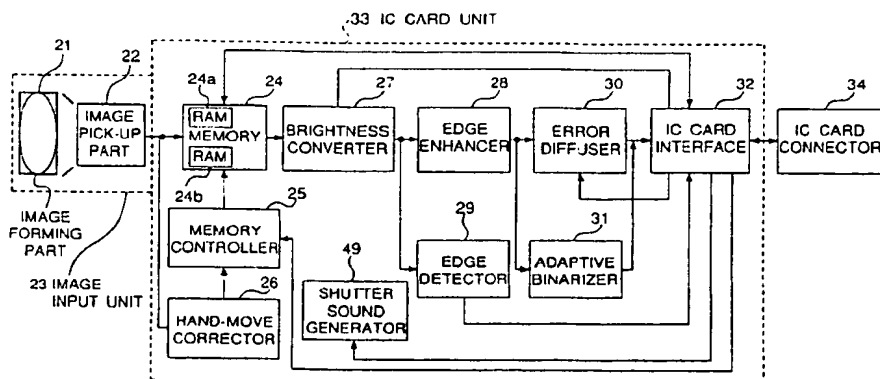 33 IC CARD UNIT
21
22
24a
24
27
28
30
32
34
IMAGE
PICK-UP
PART
RAM
MEMORY
RAM
BRIGHTNESS
CONVERTER
EDGE
ENHANCER
ERROR
DIFFUSER
IC CARD
INTERFACE
IC CARD
CONNECTOR
24b
25
29
31
IMAGE
FORMING
PART
MEMORY
CONTROLLER
49
EDGE
DETECTOR
ADAPTIVE
BINARIZER
23 IMAGE
INPUT UNIT
26
SHUTTER
SOUND
GENERATOR
HAND-MOVE
CORRECTOR